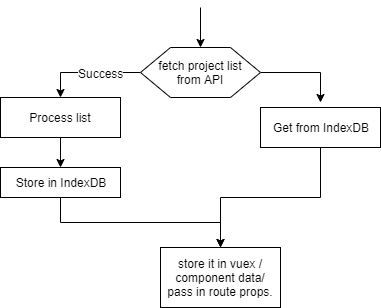 fetch project list
from API
Success
Process list
Get from IndexDB
Store in IndexDB
store it in vuex /
component data/
pass in route props.